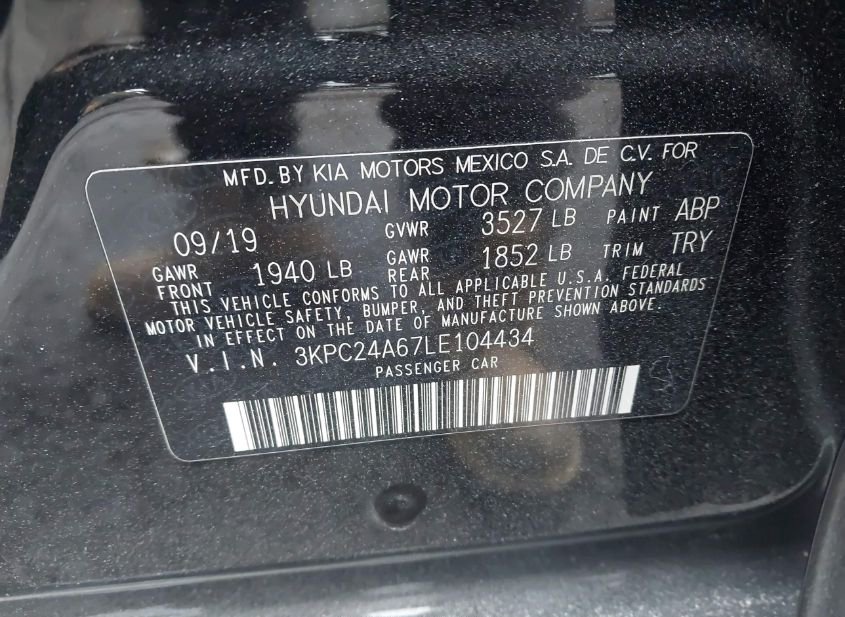 MFD. BY KIA MOTORS MEXICO S.A. DE C.V. FOR
HYUNDAI MOTOR COMPANY
09/19 GVWR 3527 LB PAINT ABP
GAWR FRONT 1940 LB GAWR REAR 1852 LB TRIM TRY
THIS VEHICLE CONFORMS TO ALL APPLICABLE U.S.A. FEDERAL
MOTOR VEHICLE SAFETY, BUMPER, AND THEFT PREVENTION STANDARDS
IN EFFECT ON THE DATE OF MANUFACTURE SHOWN ABOVE.
V.I.N. 3KPC24A67LE104434
PASSENGER CAR